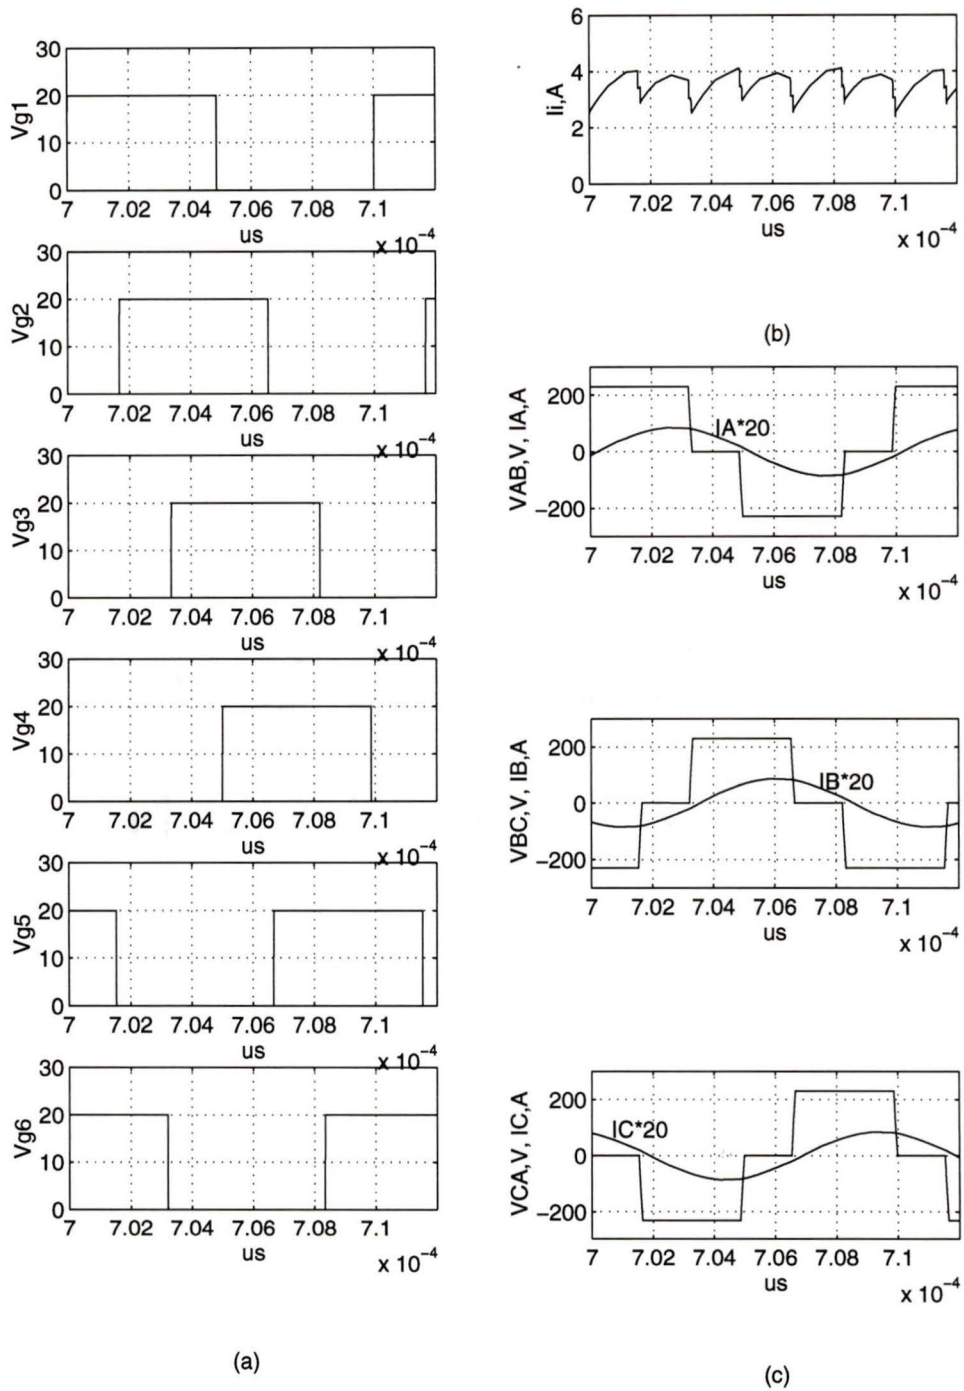 30
20
10
0
Vg1
7 7.02 7.04 7.06 7.08 7.1
us
x 10⁻⁴
30
20
10
0
Vg2
7 7.02 7.04 7.06 7.08 7.1
us
x 10⁻⁴
30
20
10
0
Vg3
7 7.02 7.04 7.06 7.08 7.1
us
x 10⁻⁴
30
20
10
0
Vg4
7 7.02 7.04 7.06 7.08 7.1
us
x 10⁻⁴
30
20
10
0
Vg5
7 7.02 7.04 7.06 7.08 7.1
us
x 10⁻⁴
30
20
10
0
Vg6
7 7.02 7.04 7.06 7.08 7.1
us
x 10⁻⁴
(a)
6
4
2
0
Ii,A
7 7.02 7.04 7.06 7.08 7.1
us
x 10⁻⁴
(b)
200
0
−200
VAB,V, IA,A
IA*20
7 7.02 7.04 7.06 7.08 7.1
us
x 10⁻⁴
200
0
−200
VBC,V, IB,A
IB*20
7 7.02 7.04 7.06 7.08 7.1
us
x 10⁻⁴
200
0
−200
VCA,V, IC,A
IC*20
7 7.02 7.04 7.06 7.08 7.1
us
x 10⁻⁴
(c)